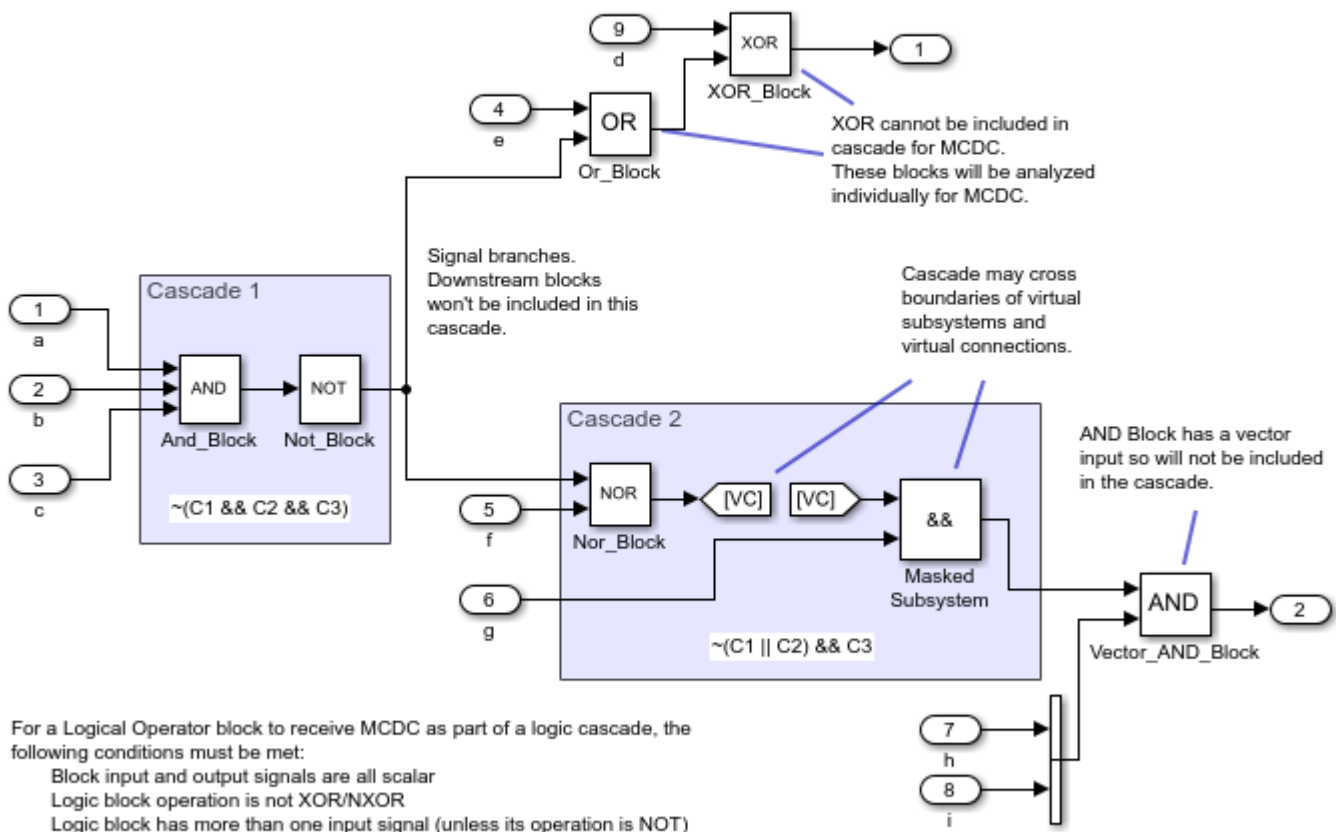 9
d
XOR
XOR_Block
1
4
e
OR
Or_Block
XOR cannot be included in
cascade for MCDC.
These blocks will be analyzed
individually for MCDC.
Signal branches.
Downstream blocks
won't be included in this
cascade.
Cascade may cross
boundaries of virtual
subsystems and
virtual connections.
Cascade 1
1
a
2
b
3
c
AND
And_Block
NOT
Not_Block
~(C1 && C2 && C3)
Cascade 2
5
f
NOR
Nor_Block
[VC]
[VC]
&&
Masked
Subsystem
6
g
~(C1 || C2) && C3
AND Block has a vector
input so will not be included
in the cascade.
AND
Vector_AND_Block
2
7
h
8
i
For a Logical Operator block to receive MCDC as part of a logic cascade, the
following conditions must be met:
Block input and output signals are all scalar
Logic block operation is not XOR/NXOR
Logic block has more than one input signal (unless its operation is NOT)